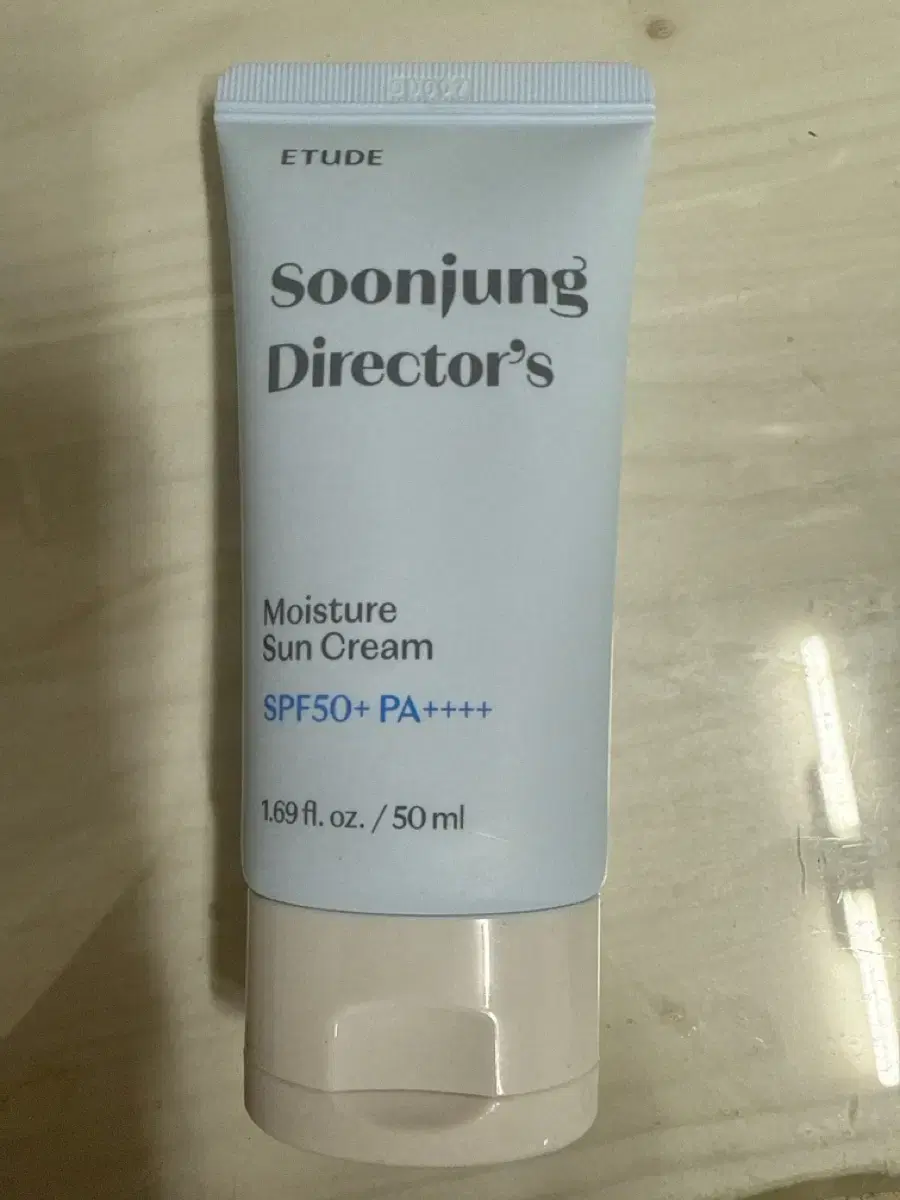 ETUDE
Soonjung
Director's
Moisture
Sun Cream
SPF50+ PA++++
1.69 fl. oz. / 50 ml